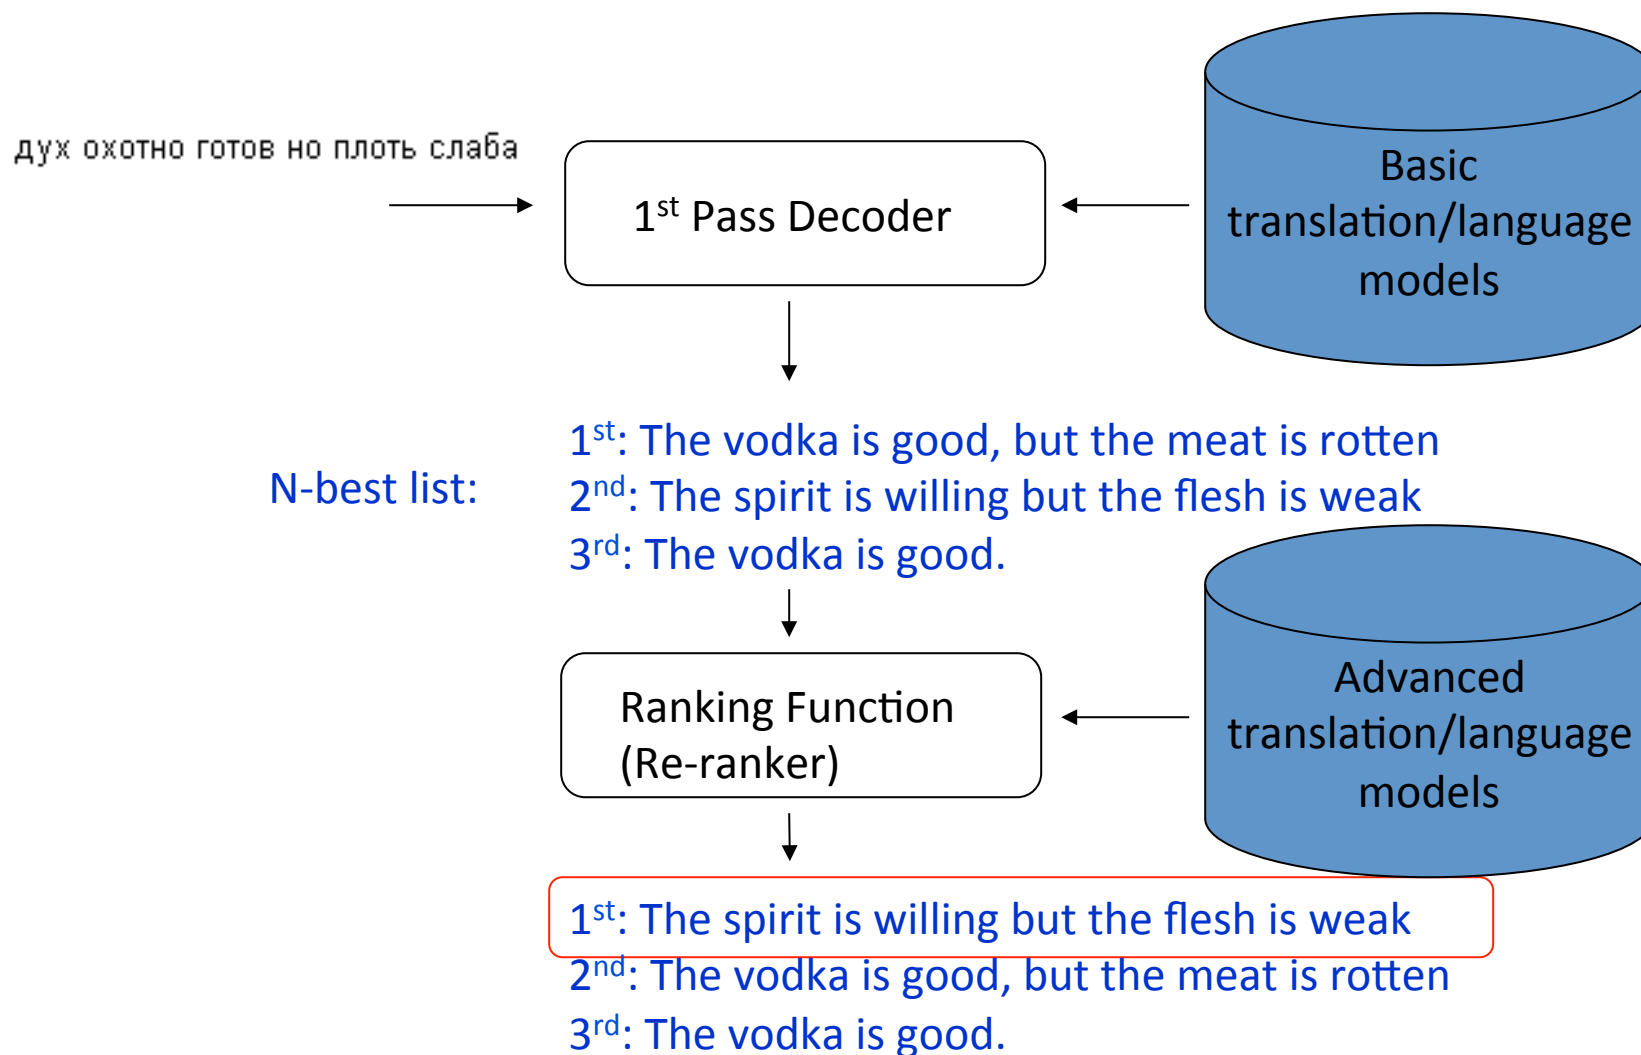 дух охотно готов но плоть слаба
1st Pass Decoder
Basic
translation/language
models
N-best list:
1st: The vodka is good, but the meat is rotten
2nd: The spirit is willing but the flesh is weak
3rd: The vodka is good.
Ranking Function
(Re-ranker)
Advanced
translation/language
models
1st: The spirit is willing but the flesh is weak
2nd: The vodka is good, but the meat is rotten
3rd: The vodka is good.